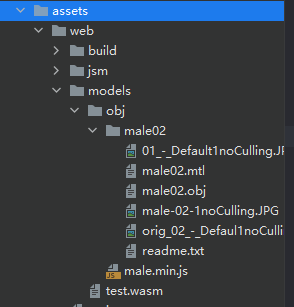 assets
web
build
jsm
models
obj
male02
01_-_Default1noCulling.JP
male02.mtl
male02.obj
male-02-1noCulling.JPG
orig_02_-_Defaul1noCulli
readme.txt
male.min.js
test.wasm